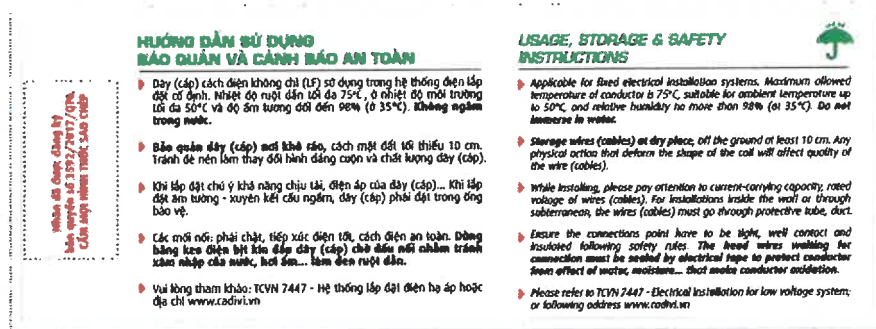 HƯỚNG DẪN SỬ DỤNG
BẢO QUẢN VÀ CẢNH BÁO AN TOÀN
Dây (cáp) cách điện không chì (LF) sử dụng trong hệ thống điện lắp
đặt cố định. Nhiệt độ ruột dẫn tối đa 75°C, ở nhiệt độ môi trường
tối đa 50°C và độ ẩm tương đối đến 98% (ở 35°C). Không ngâm
trong nước.
Bảo quản dây (cáp) nơi khô ráo, cách mặt đất tối thiểu 10 cm.
Tránh đè nén làm thay đổi hình dáng cuộn và chất lượng dây (cáp).
Khi lắp đặt chú ý khả năng chịu tải, điện áp của dây (cáp)... Khi lắp
đặt âm tường - xuyên kết cấu ngầm, dây (cáp) phải đặt trong ống
bảo vệ.
Các mối nối: phải chặt, tiếp xúc điện tốt, cách điện an toàn. Dùng
băng keo điện bịt kín đầu dây (cáp) chờ đấu nối nhằm tránh
xâm nhập của nước, hơi ẩm... làm đen ruột dẫn.
Vui lòng tham khảo: TCVN 7447 - Hệ thống lắp đặt điện hạ áp hoặc
địa chỉ www.cadivi.vn
USAGE, STORAGE & SAFETY
INSTRUCTIONS
Applicable for fixed electrical installation systems. Maximum allowed
temperature of conductor is 75°C, suitable for ambient temperature up
to 50°C, and relative humidity no more than 98% (at 35°C). Do not
immerse in water.
Storage wires (cables) at dry place, off the ground at least 10 cm. Any
physical action that deform the shape of the coil will affect quality of
the wire (cables).
While installing, please pay attention to current-carrying capacity, rated
voltage of wires (cables). For installations inside the wall or through
subterranean, the wires (cables) must go through protective tube, duct.
Ensure the connections point have to be tight, well contact and
insulated following safety rules. The head wires waiting for
connection must be sealed by electrical tape to protect conductor
from effect of water, moisture... that make conductor oxidation.
Please refer to TCVN 7447 - Electrical installation for low voltage system;
or following address www.cadivi.vn
Nhãn đã được đăng ký
bản quyền số 3592/2017/QTG,
CẤM MỌI HÌNH THỨC SAO CHÉP